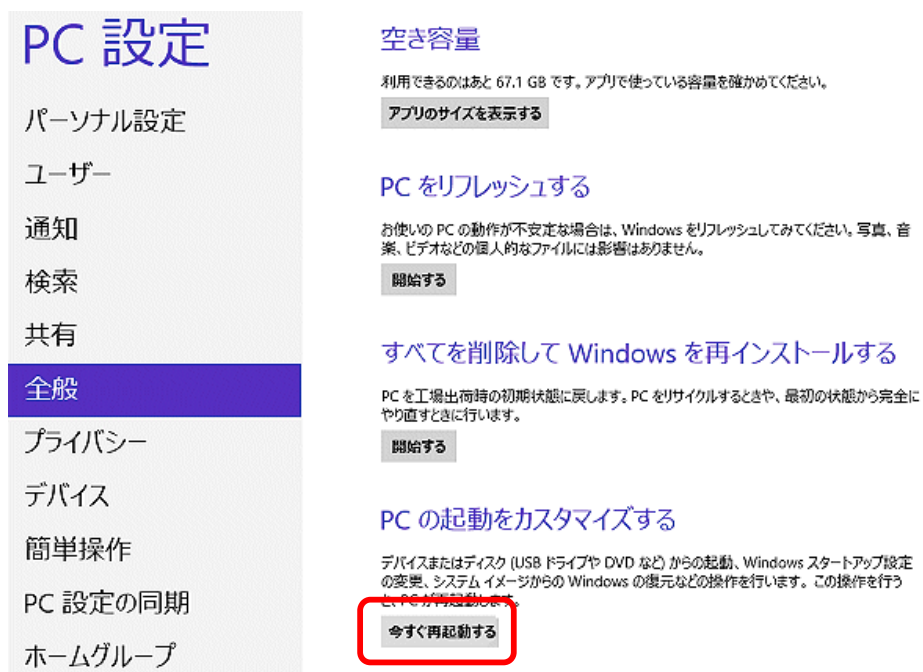 PC 設定
パーソナル設定
ユーザー
通知
検索
共有
全般
プライバシー
デバイス
簡単操作
PC 設定の同期
ホームグループ
空き容量
利用できるのはあと 67.1 GB です。アプリで使っている容量を確かめてください。
アプリのサイズを表示する
PC をリフレッシュする
お使いの PC の動作が不安定な場合は、Windows をリフレッシュしてみてください。写真、音
楽、ビデオなどの個人的なファイルには影響はありません。
開始する
すべてを削除して Windows を再インストールする
PC を工場出荷時の初期状態に戻します。PC をリサイクルするときや、最初の状態から完全に
やり直すときに行います。
開始する
PC の起動をカスタマイズする
デバイスまたはディスク (USB ドライブや DVD など) からの起動、Windows スタートアップ設定
の変更、システム イメージからの Windows の復元などの操作を行います。この操作を行う
と、PC が再起動します。
今すぐ再起動する